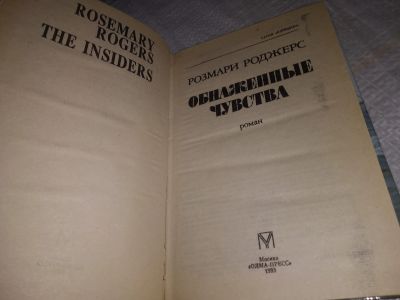 ROSEMARY
ROGERS
THE INSIDERS
РОЗМАРИ РОДЖЕРС
ОБНАЖЕННЫЕ
ЧУВСТВА
роман
Москва
«ОЛМА-ПРЕСС»